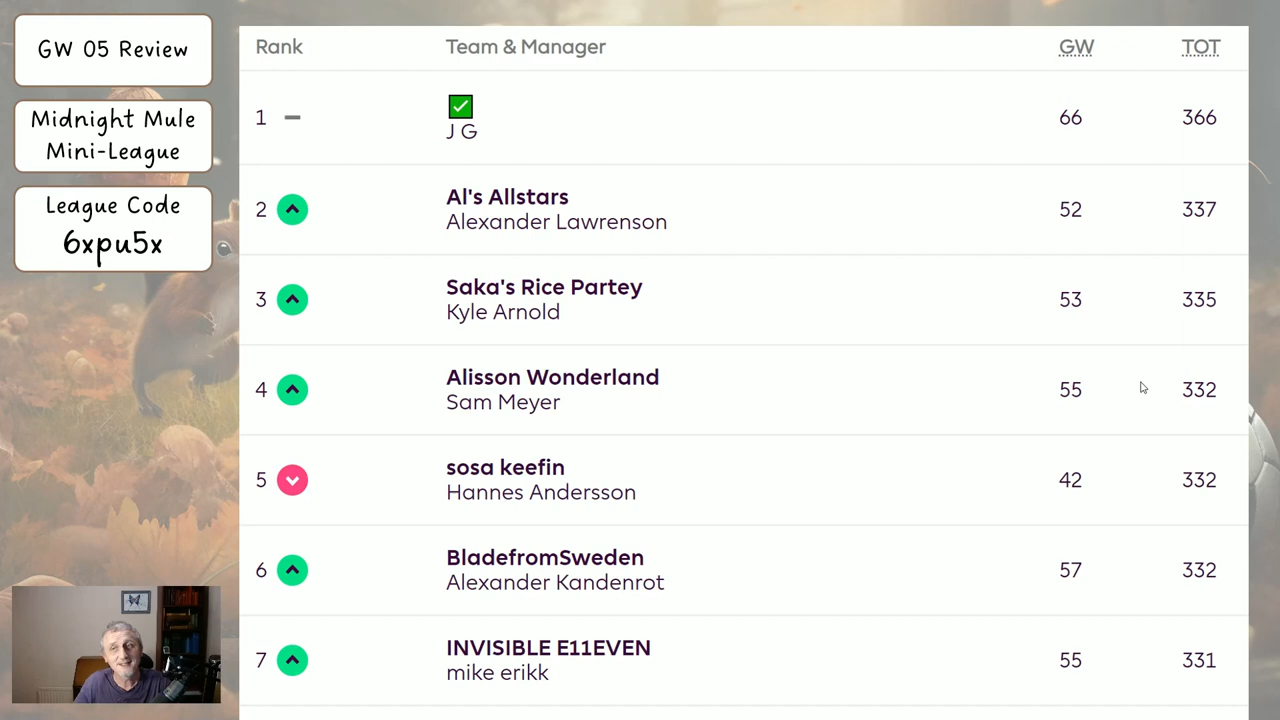 GW 05 Review
Midnight Mule
Mini-League
League Code
6xpu5x
Rank Team & Manager GW TOT
1 J G 66 366
2 Al's Allstars 52 337
Alexander Lawrenson
3 Saka's Rice Partey 53 335
Kyle Arnold
4 Alisson Wonderland 55 332
Sam Meyer
5 sosa keefin 42 332
Hannes Andersson
6 BladefromSweden 57 332
Alexander Kandenrot
7 INVISIBLE E11EVEN 55 331
mike erikk